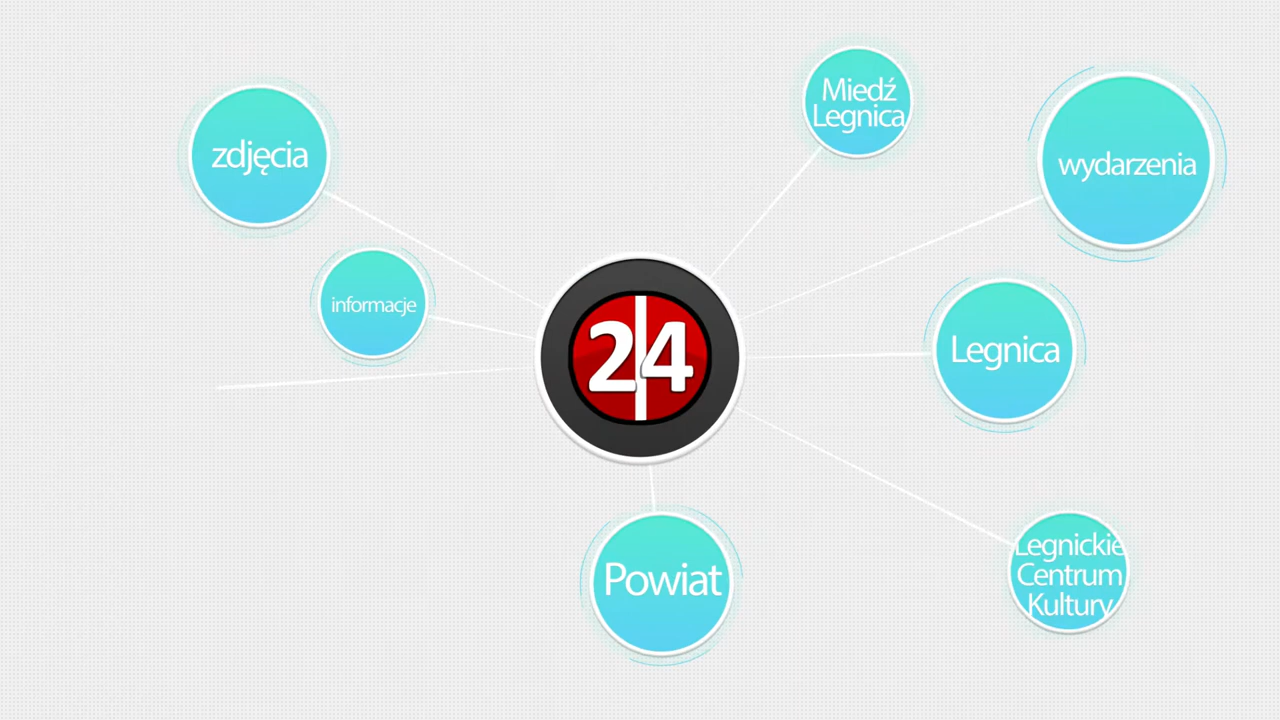 Miedź
Legnica
zdjęcia
wydarzenia
informacje
24
Legnica
Powiat
Legnickie
Centrum
Kultury